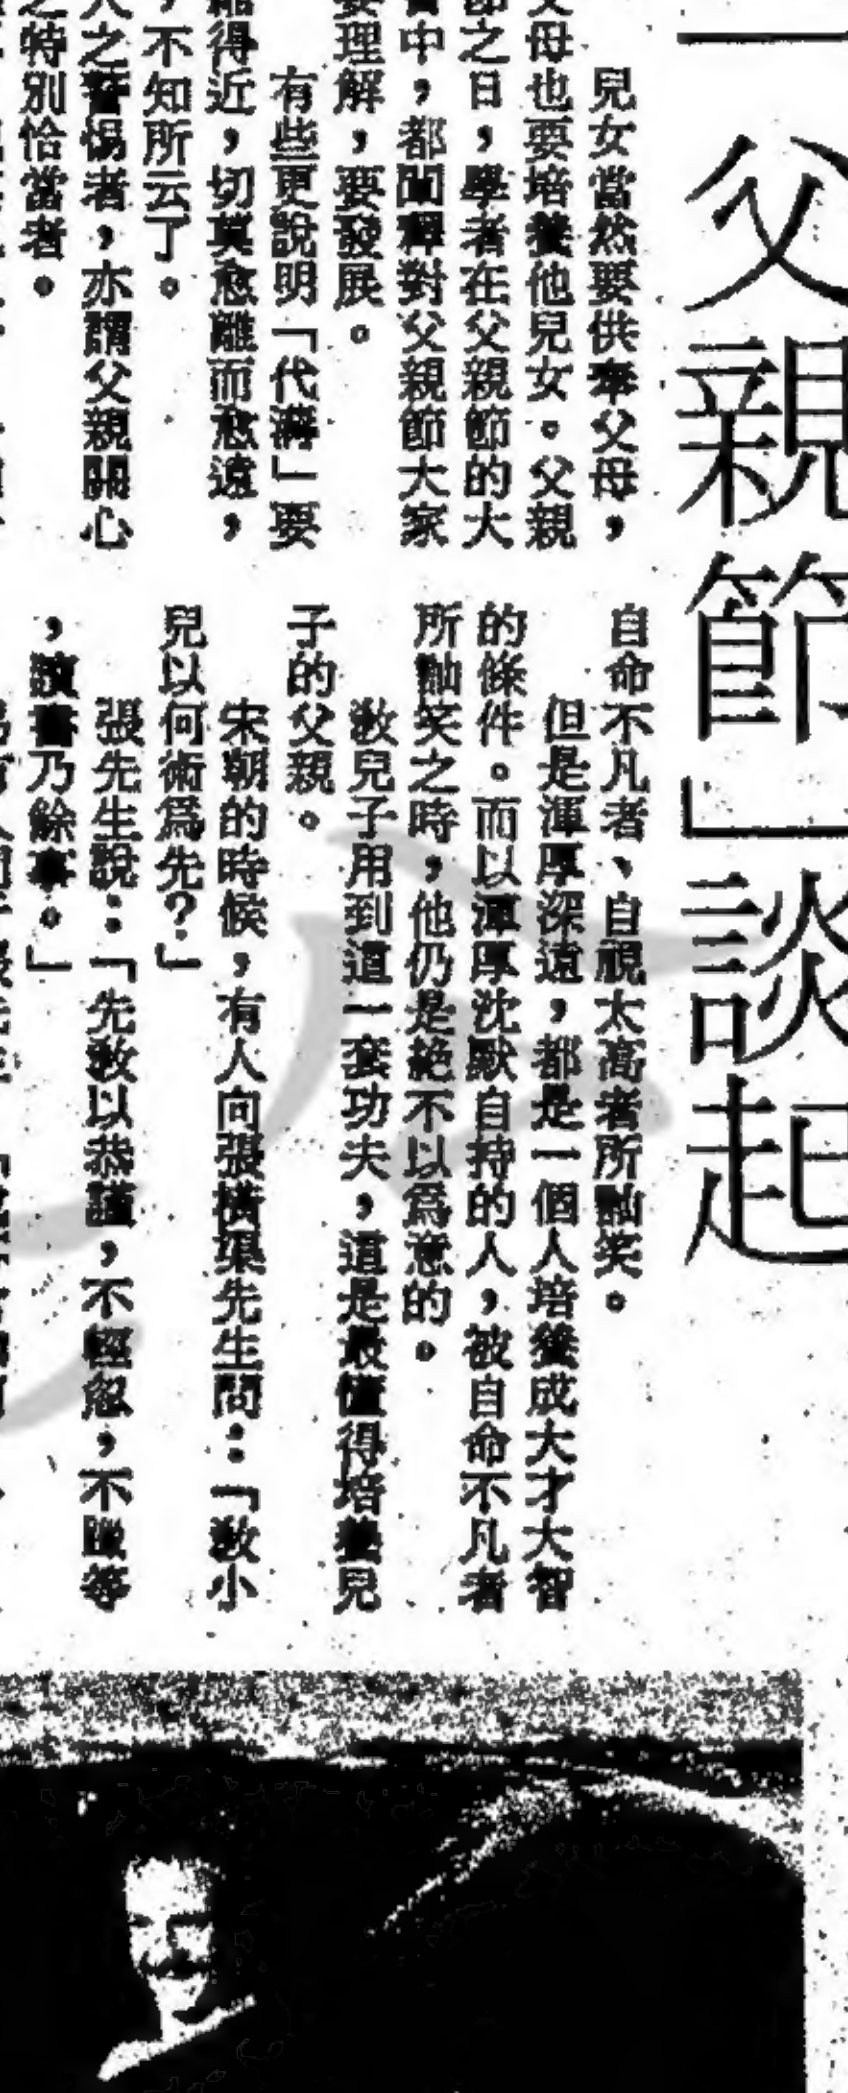 父親節」談起
兒女當然要供奉父母，
父母也要培養他兒女。父親
節之日，學者在父親節的大
會中，都闡釋對父親節大家
要理解，要發展。
有些更說明「代溝」要
縮得近，切莫愈離而愈遠，
，不知所云了。
人之警惕者，亦謂父親關心
之特別恰當者。
自命不凡者、自視太高者所訕笑。
但是渾厚深遠，都是一個人培養成大才大智
的條件。而以渾厚沈默自持的人，被自命不凡者
所訕笑之時，他仍是絕不以爲意的。
教兒子用到這一套功夫，這是最懂得培養兒
子的父親。
宋朝的時候，有人向張橫渠先生問：「教小
兒以何術爲先？」
張先生說：「先教以恭謹，不輕忽，不躐等
，讀書乃餘事。」